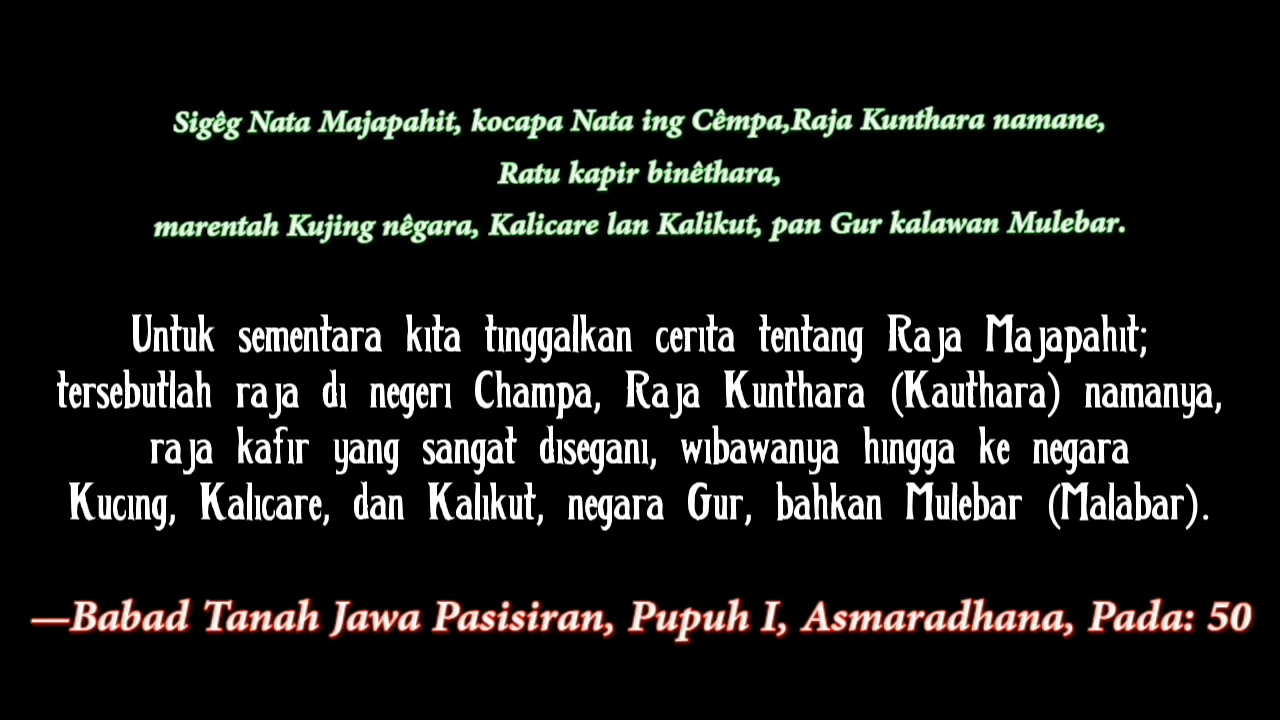 Sigêg Nata Majapahit, kocapa Nata ing Cêmpa,Raja Kunthara namane,
Ratu kapir binêthara,
marentah Kujing nêgara, Kalicare lan Kalikut, pan Gur kalawan Mulebar.
Untuk sementara kita tinggalkan cerita tentang Raja Majapahit;
tersebutlah raja di negeri Champa, Raja Kunthara (Kauthara) namanya,
raja kafir yang sangat disegani, wibawanya hingga ke negara
Kucing, Kalicare, dan Kalikut, negara Gur, bahkan Mulebar (Malabar).
—Babad Tanah Jawa Pasisiran, Pupuh I, Asmaradhana, Pada: 50